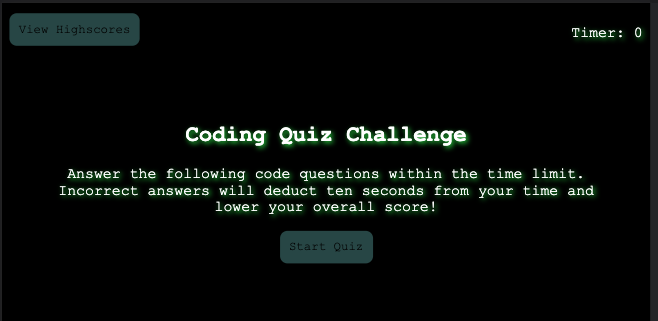 View Highscores
Timer: 0
Coding Quiz Challenge
Answer the following code questions within the time limit.
Incorrect answers will deduct ten seconds from your time and
lower your overall score!
Start Quiz